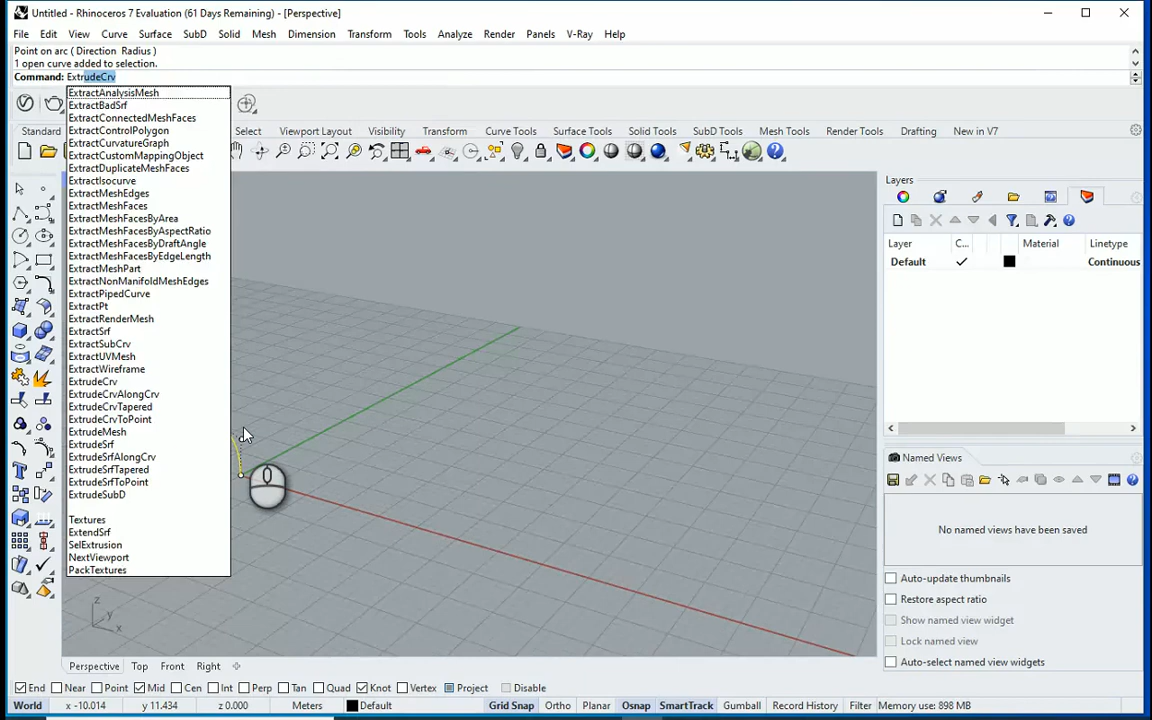 Untitled - Rhinoceros 7 Evaluation (61 Days Remaining) - [Perspective]
File Edit View Curve Surface SubD Solid Mesh Dimension Transform Tools Analyze Render Panels V-Ray Help
Point on arc ( Direction Radius )
1 open curve added to selection.
Command: ExtrudeCrv
ExtractAnalysisMesh
ExtractBadSrf
ExtractConnectedMeshFaces
ExtractControlPolygon
ExtractCurvatureGraph
ExtractCustomMappingObject
ExtractDuplicateMeshFaces
ExtractIsocurve
ExtractMeshEdges
ExtractMeshFaces
ExtractMeshFacesByArea
ExtractMeshFacesByAspectRatio
ExtractMeshFacesByDraftAngle
ExtractMeshFacesByEdgeLength
ExtractMeshPart
ExtractNonManifoldMeshEdges
ExtractPipedCurve
ExtractPt
ExtractRenderMesh
ExtractSrf
ExtractSubCrv
ExtractUVMesh
ExtractWireframe
ExtrudeCrv
ExtrudeCrvAlongCrv
ExtrudeCrvTapered
ExtrudeCrvToPoint
ExtrudeMesh
ExtrudeSrf
ExtrudeSrfAlongCrv
ExtrudeSrfTapered
ExtrudeSrfToPoint
ExtrudeSubD
Textures
ExtendSrf
SelExtrusion
NextViewport
PackTextures
Standard Select Viewport Layout Visibility Transform Curve Tools Surface Tools Solid Tools SubD Tools Mesh Tools Render Tools Drafting New in V7
0
z
y
x
Layers
Layer C... Material Linetype
Default Continuous
Named Views
No named views have been saved
Auto-update thumbnails
Restore aspect ratio
Show named view widget
Lock named view
Auto-select named view widgets
Perspective Top Front Right
End Near Point Mid Cen Int Perp Tan Quad Knot Vertex Project Disable
World x -10.014 y 11.434 z 0.000 Meters Default Grid Snap Ortho Planar Osnap SmartTrack Gumball Record History Filter Memory use: 898 MB